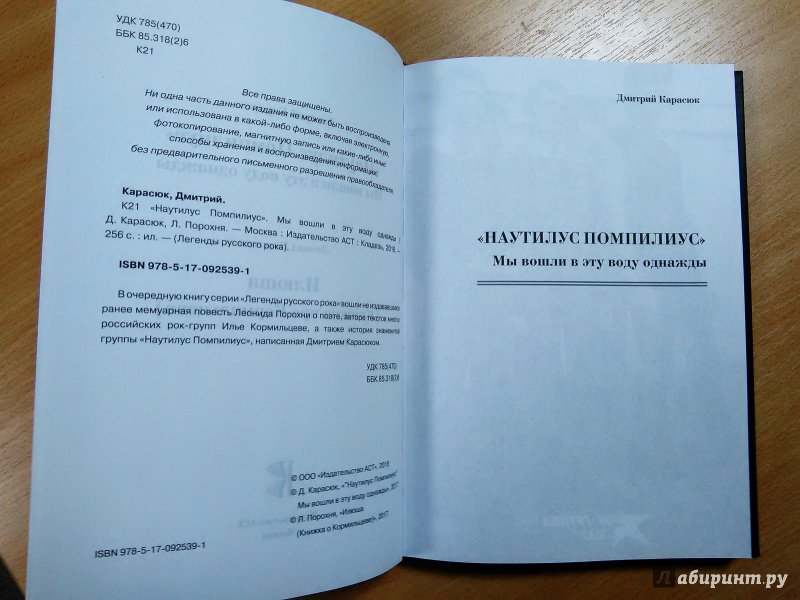 УДК 785(470)
ББК 85.318(2)6
К21
Все права защищены.
Ни одна часть данного издания не может быть воспроизведена
или использована в какой-либо форме, включая электронную,
фотокопирование, магнитную запись или какие-либо иные
способы хранения и воспроизведения информации,
без предварительного письменного разрешения правообладателя.
Карасюк, Дмитрий.
К21 «Наутилус Помпилиус». Мы вошли в эту воду однажды /
Д. Карасюк, Л. Порохня. — Москва : Издательство АСТ : Кладезь, 2018. —
256 с. : ил. — (Легенды русского рока).
ISBN 978-5-17-092539-1
В очередную книгу серии «Легенды русского рока» вошли не издававшаяся
ранее мемуарная повесть Леонида Порохни о поэте, авторе текстов многих
российских рок-групп Илье Кормильцеве, а также история знаменитой
группы «Наутилус Помпилиус», написанная Дмитрием Карасюком.
УДК 785(470)
ББК 85.318(2)6
© ООО «Издательство АСТ», 2018
© Д. Карасюк, «"Наутилус Помпилиус".
Мы вошли в эту воду однажды», 2017
© Л. Порохня, «Илюша
(Книжка о Кормильцеве)», 2017
ISBN 978-5-17-092539-1
Дмитрий Карасюк
«НАУТИЛУС ПОМПИЛИУС»
Мы вошли в эту воду однажды
Лабиринт.ру